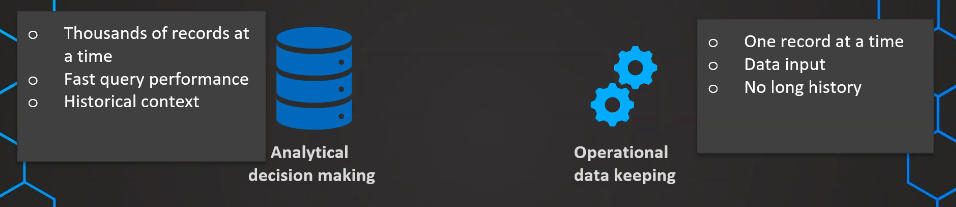 o Thousands of records at
a time
o Fast query performance
o Historical context
Analytical
decision making
Operational
data keeping
o One record at a time
o Data input
o No long history